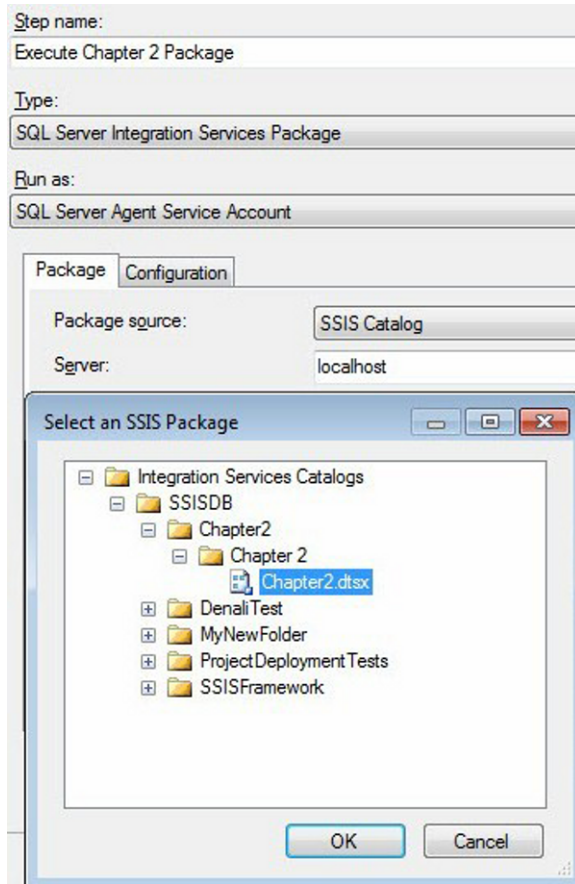 Step name:
Execute Chapter 2 Package
Type:
SQL Server Integration Services Package
Run as:
SQL Server Agent Service Account
Package Configuration
Package source: SSIS Catalog
Server: localhost
Select an SSIS Package
Integration Services Catalogs
SSISDB
Chapter2
Chapter 2
Chapter2.dtsx
DenaliTest
MyNewFolder
ProjectDeploymentTests
SSISFramework
OK Cancel